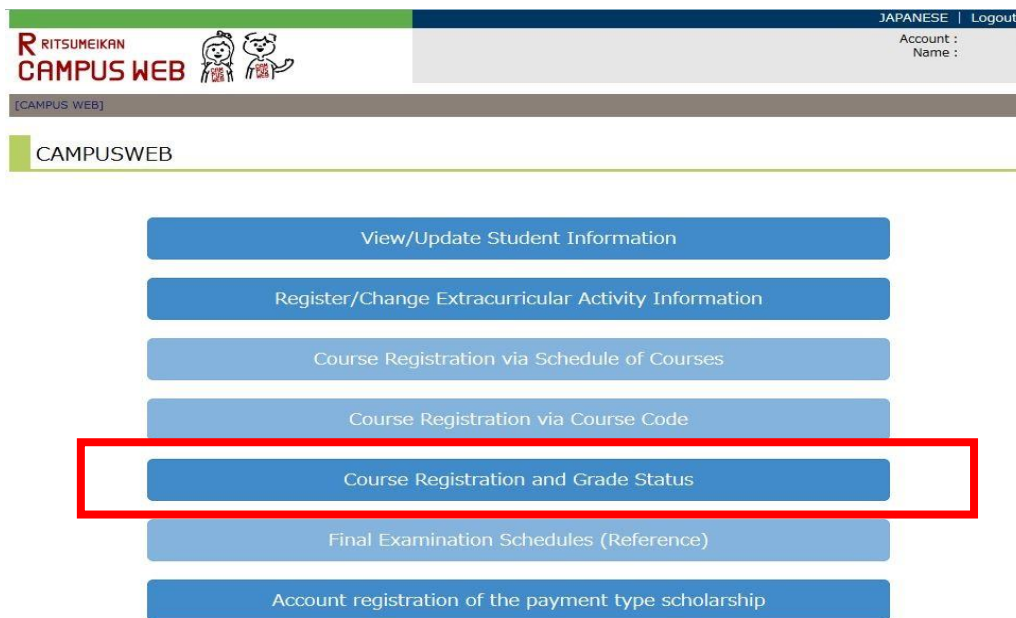 JAPANESE | Logout
RITSUMEIKAN
CAMPUS WEB
Account :
Name :
[CAMPUS WEB]
CAMPUSWEB
View/Update Student Information
Register/Change Extracurricular Activity Information
Course Registration via Schedule of Courses
Course Registration via Course Code
Course Registration and Grade Status
Final Examination Schedules (Reference)
Account registration of the payment type scholarship